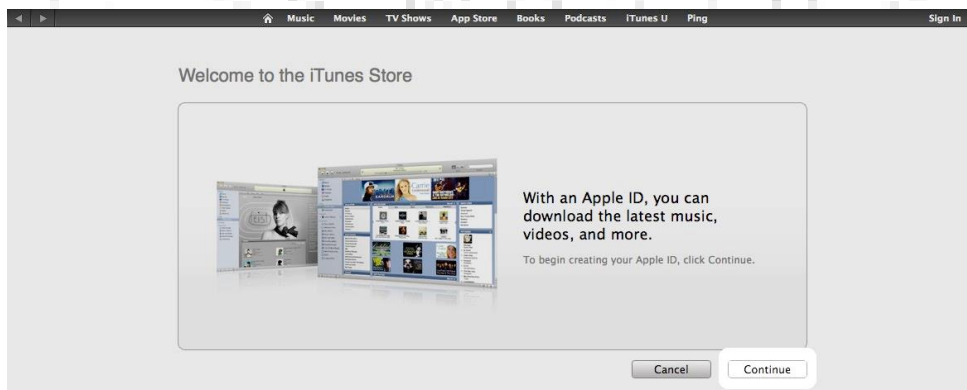 Music Movies TV Shows App Store Books Podcasts iTunes U Ping Sign In
Welcome to the iTunes Store
With an Apple ID, you can
download the latest music,
videos, and more.
To begin creating your Apple ID, click Continue.
Cancel Continue